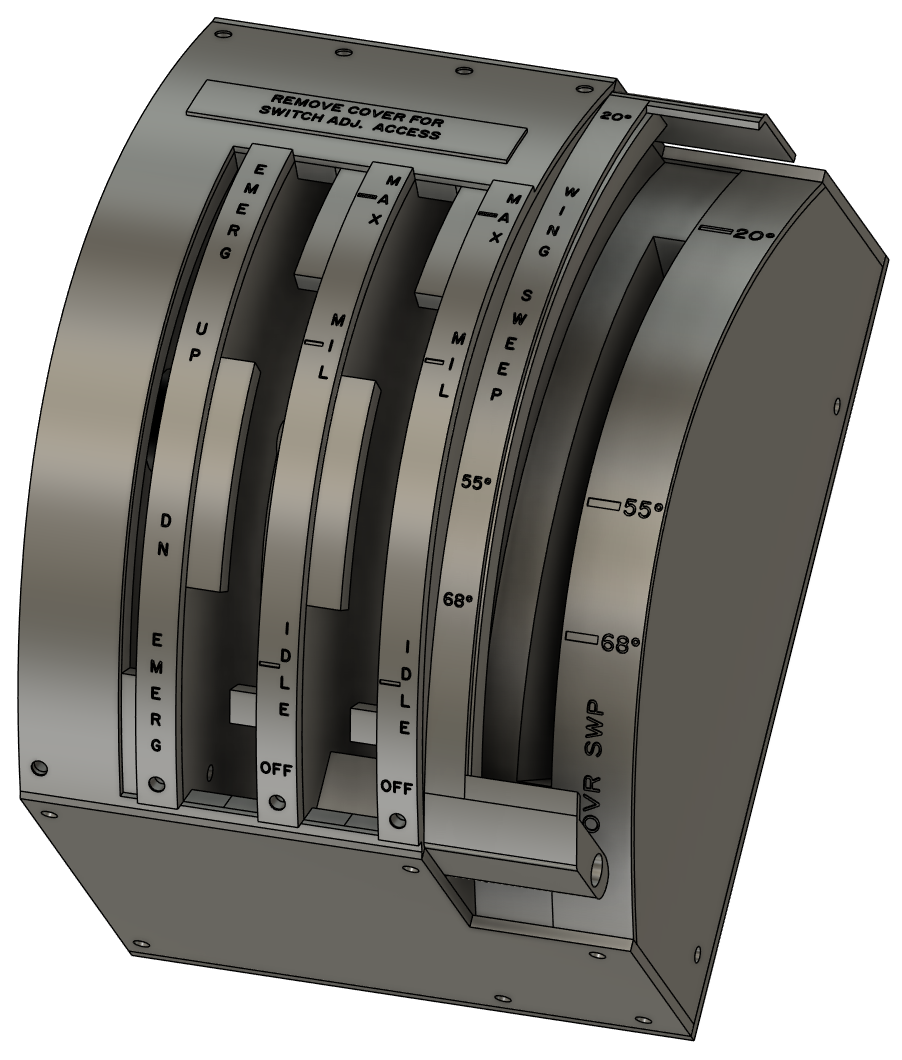 REMOVE COVER FOR
SWITCH ADJ. ACCESS
EMERG
UP
DN
EMERG
MAX
MIL
IDLE
OFF
MAX
MIL
IDLE
OFF
20°
WING SWEEP
55°
68°
20°
55°
68°
OVR SWP